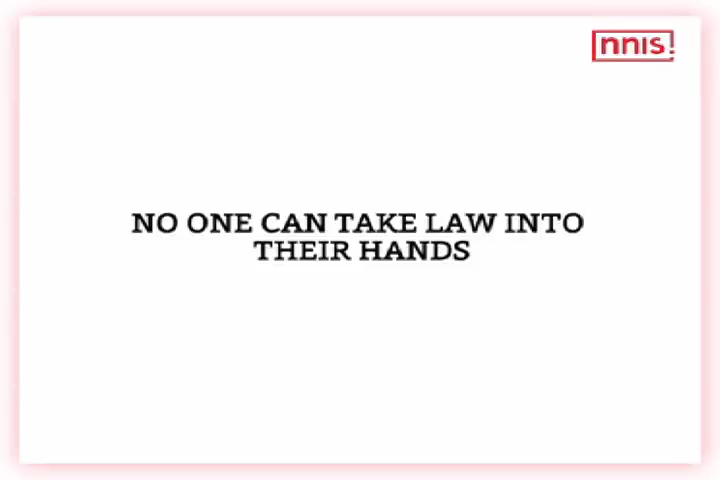 nnis!
NO ONE CAN TAKE LAW INTO
THEIR HANDS